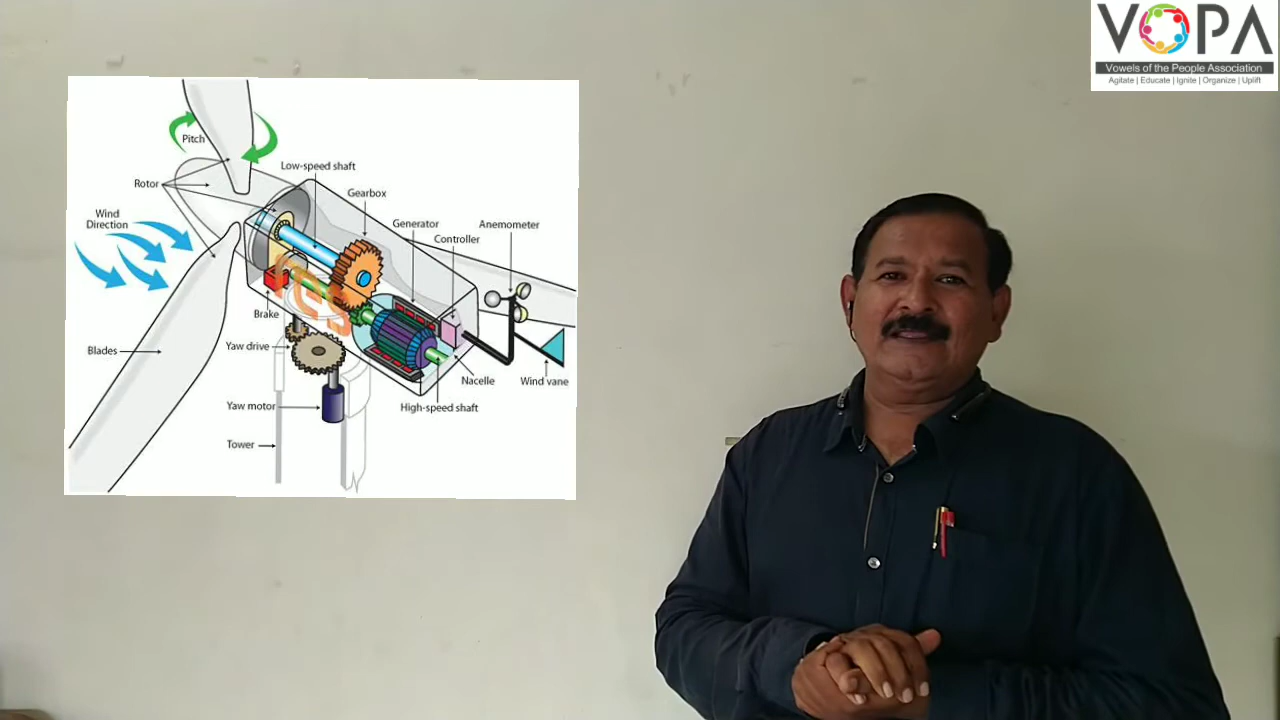 VOPA
Vowels of the People Association
Agitate | Educate | Ignite | Organize | Uplift
Pitch
Low-speed shaft
Rotor
Gearbox
Wind
Direction
Generator
Anemometer
Controller
Brake
Yaw drive
Blades
Nacelle
Wind vane
Yaw motor
High-speed shaft
Tower